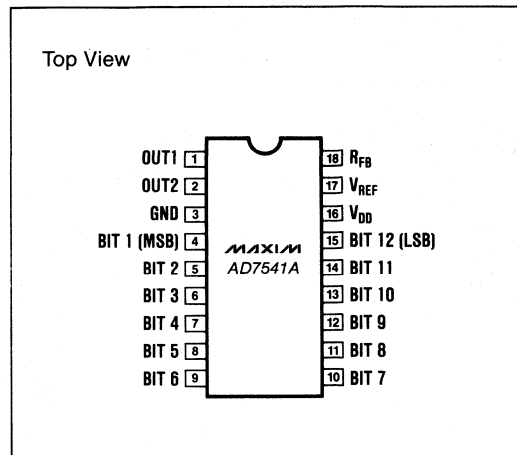 Top View
OUT1 1
OUT2 2
GND 3
BIT 1 (MSB) 4
BIT 2 5
BIT 3 6
BIT 4 7
BIT 5 8
BIT 6 9
MAXIM
AD7541A
18 RFB
17 VREF
16 VDD
15 BIT 12 (LSB)
14 BIT 11
13 BIT 10
12 BIT 9
11 BIT 8
10 BIT 7